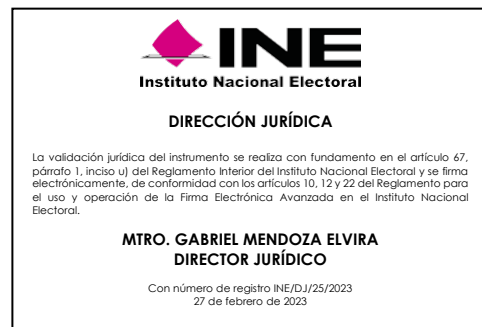 INE
Instituto Nacional Electoral
DIRECCIÓN JURÍDICA
La validación jurídica del instrumento se realiza con fundamento en el artículo 67,
párrafo 1, inciso u) del Reglamento Interior del Instituto Nacional Electoral y se firma
electrónicamente, de conformidad con los artículos 10, 12 y 22 del Reglamento para
el uso y operación de la Firma Electrónica Avanzada en el Instituto Nacional
Electoral.
MTRO. GABRIEL MENDOZA ELVIRA
DIRECTOR JURÍDICO
Con número de registro INE/DJ/25/2023
27 de febrero de 2023